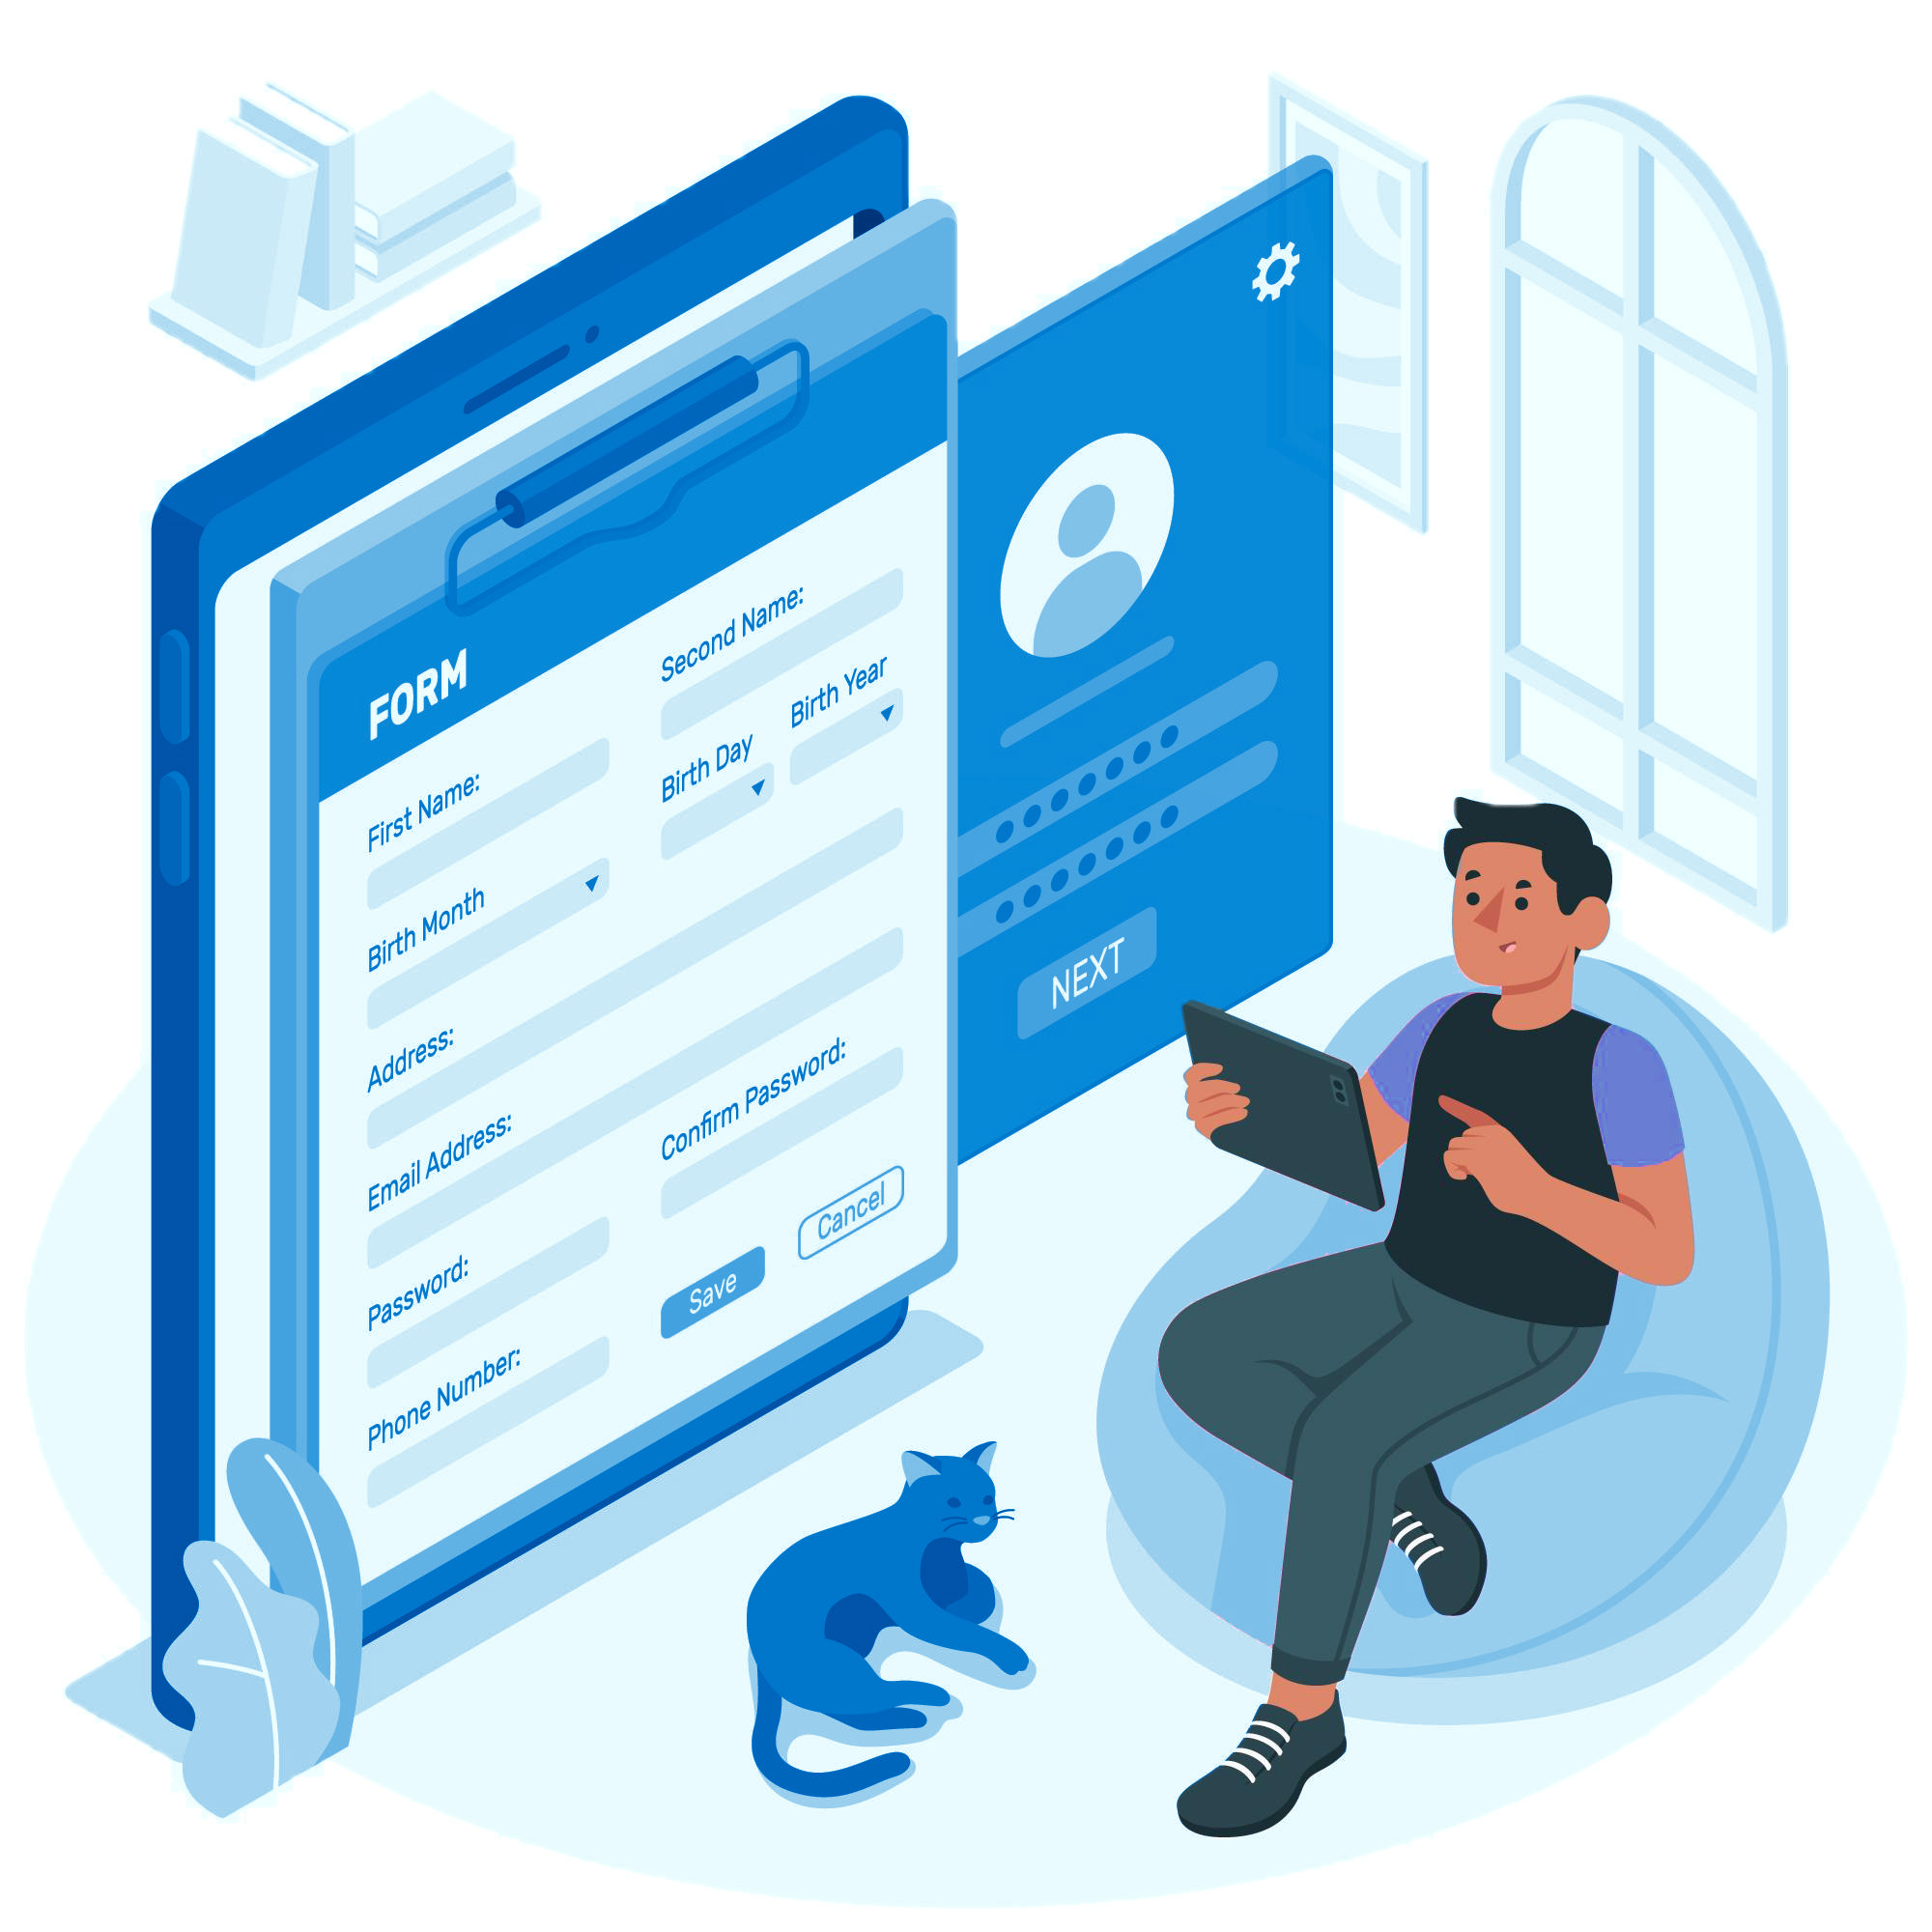 FORM
First Name:
Second Name:
Birth Month
Birth Day
Birth Year
Address:
Email Address:
Password:
Confirm Password:
Phone Number:
Save
Cancel
NEXT